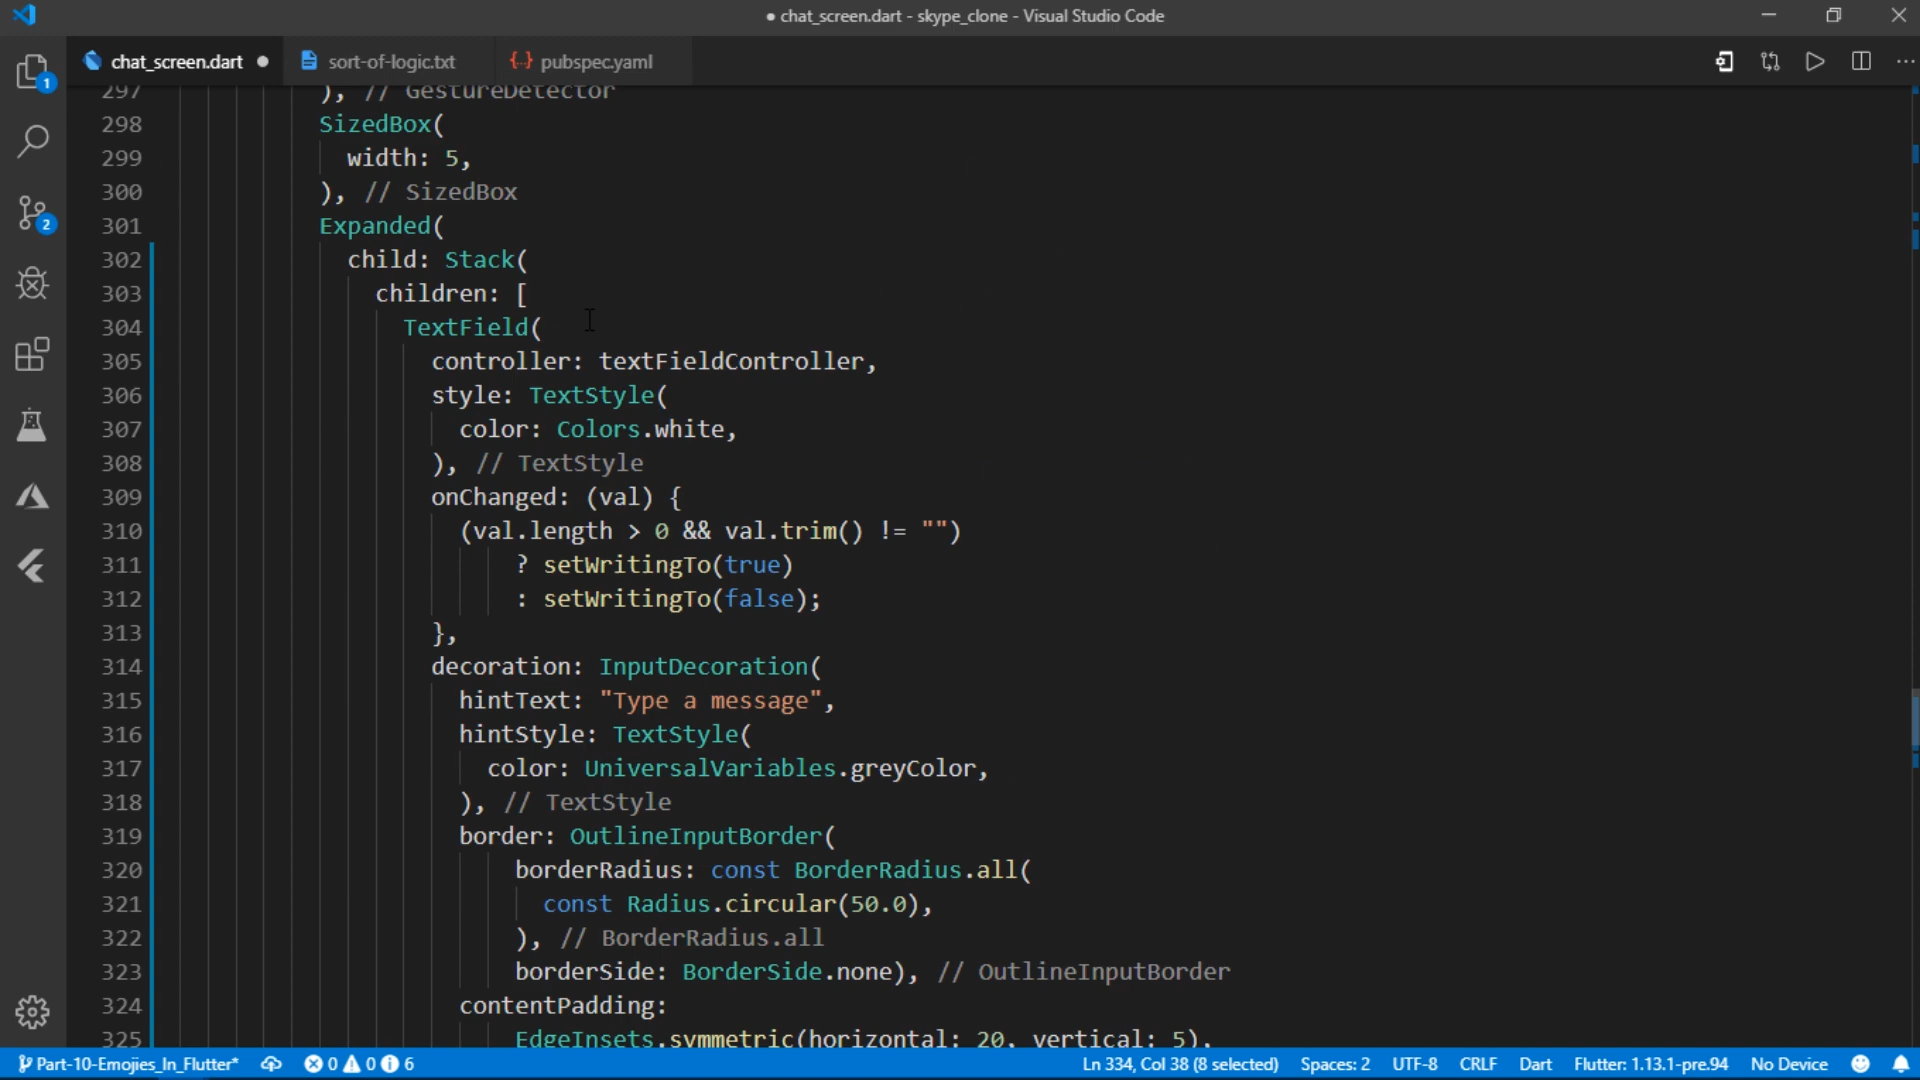 ● chat_screen.dart - skype_clone - Visual Studio Code
chat_screen.dart ●
sort-of-logic.txt
{··} pubspec.yaml
1
2
297 ), // GestureDetector
298 SizedBox(
299 width: 5,
300 ), // SizedBox
301 Expanded(
302 child: Stack(
303 children: [
304 TextField(
305 controller: textFieldController,
306 style: TextStyle(
307 color: Colors.white,
308 ), // TextStyle
309 onChanged: (val) {
310 (val.length > 0 && val.trim() != "")
311 ? setWritingTo(true)
312 : setWritingTo(false);
313 },
314 decoration: InputDecoration(
315 hintText: "Type a message",
316 hintStyle: TextStyle(
317 color: UniversalVariables.greyColor,
318 ), // TextStyle
319 border: OutlineInputBorder(
320 borderRadius: const BorderRadius.all(
321 const Radius.circular(50.0),
322 ), // BorderRadius.all
323 borderSide: BorderSide.none), // OutlineInputBorder
324 contentPadding:
325 EdgeInsets.symmetric(horizontal: 20, vertical: 5),
Part-10-Emojies_In_Flutter* 0 0 6 Ln 334, Col 38 (8 selected) Spaces: 2 UTF-8 CRLF Dart Flutter: 1.13.1-pre.94 No Device